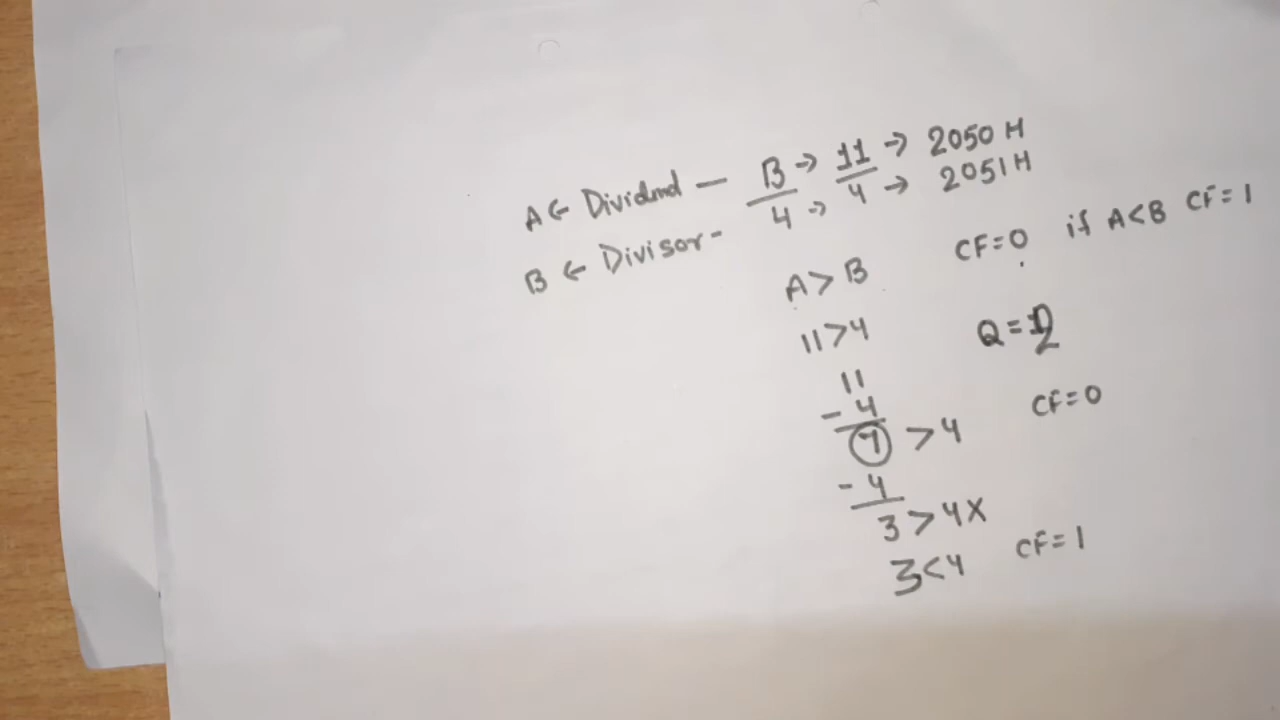 A ← Dividend — B/4 → 11/4 → 2050 H
→ → 2051 H
B ← Divisor -
A > B CF=0 if A<B CF=1
11>4 Q = 2
11
- 4
7 > 4 CF=0
- 4
3 > 4 X
3 < 4 CF=1